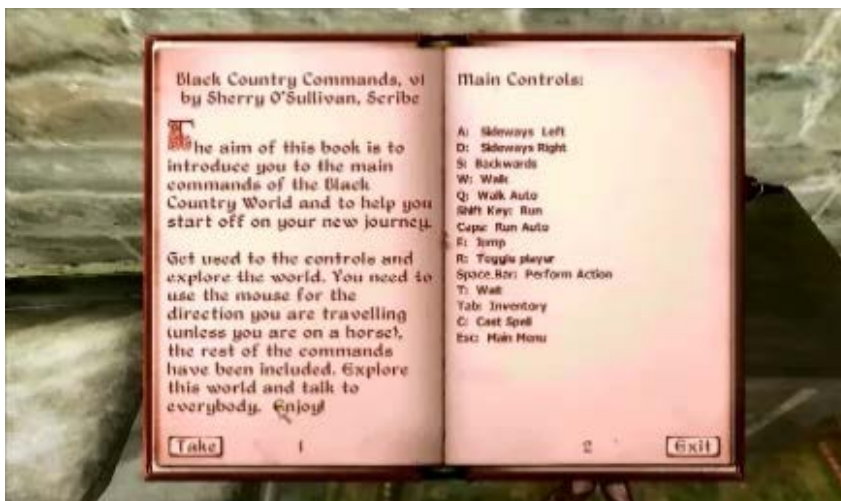 Black Country Commands, v1
by Sherry O'Sullivan, Scribe
The aim of this book is to
introduce you to the main
commands of the Black
Country World and to help you
start off on your new journey.
Get used to the controls and
explore the world. You need to
use the mouse for the
direction you are travelling
(unless you are on a horse),
the rest of the commands
have been included. Explore
this world and talk to
everybody. Enjoy!
Take
1
Main Controls:
A: Sideways Left
D: Sideways Right
S: Backwards
W: Walk
Q: Walk Auto
Shift Key: Run
Caps: Run Auto
E: Jump
R: Toggle player
Space Bar: Perform Action
T: Wait
Tab: Inventory
C: Cast Spell
Esc: Main Menu
2
Exit